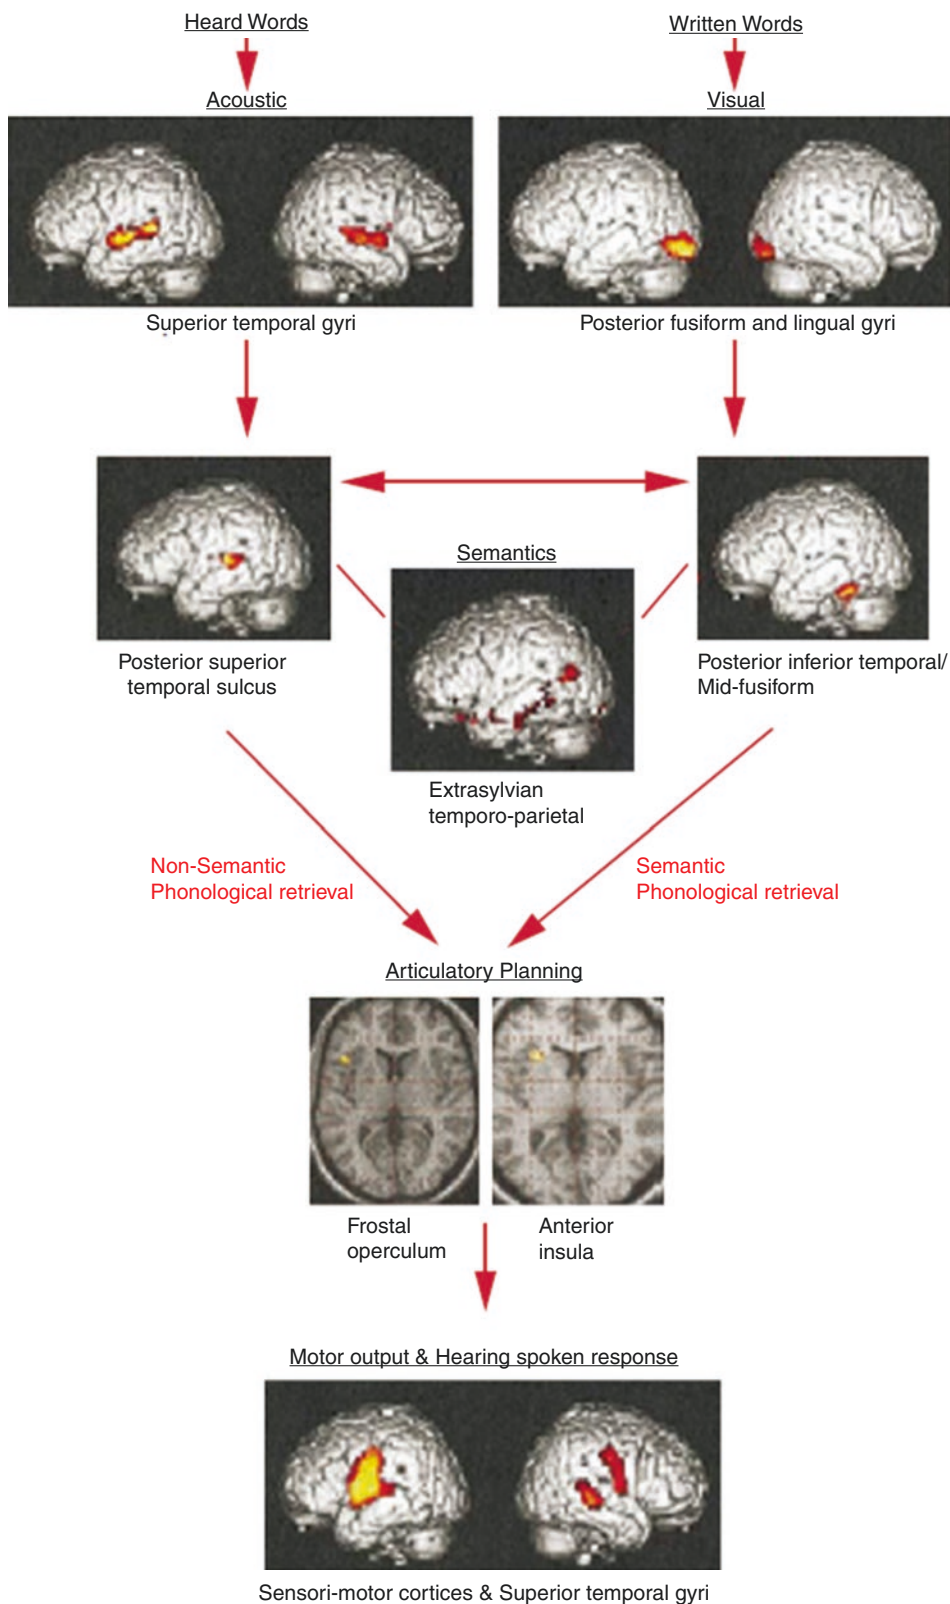 Heard Words
Written Words
Acoustic
Visual
Superior temporal gyri
Posterior fusiform and lingual gyri
Semantics
Posterior superior
temporal sulcus
Posterior inferior temporal/
Mid-fusiform
Extrasylvian
temporo-parietal
Non-Semantic
Phonological retrieval
Semantic
Phonological retrieval
Articulatory Planning
Frostal
operculum
Anterior
insula
Motor output & Hearing spoken response
Sensori-motor cortices & Superior temporal gyri